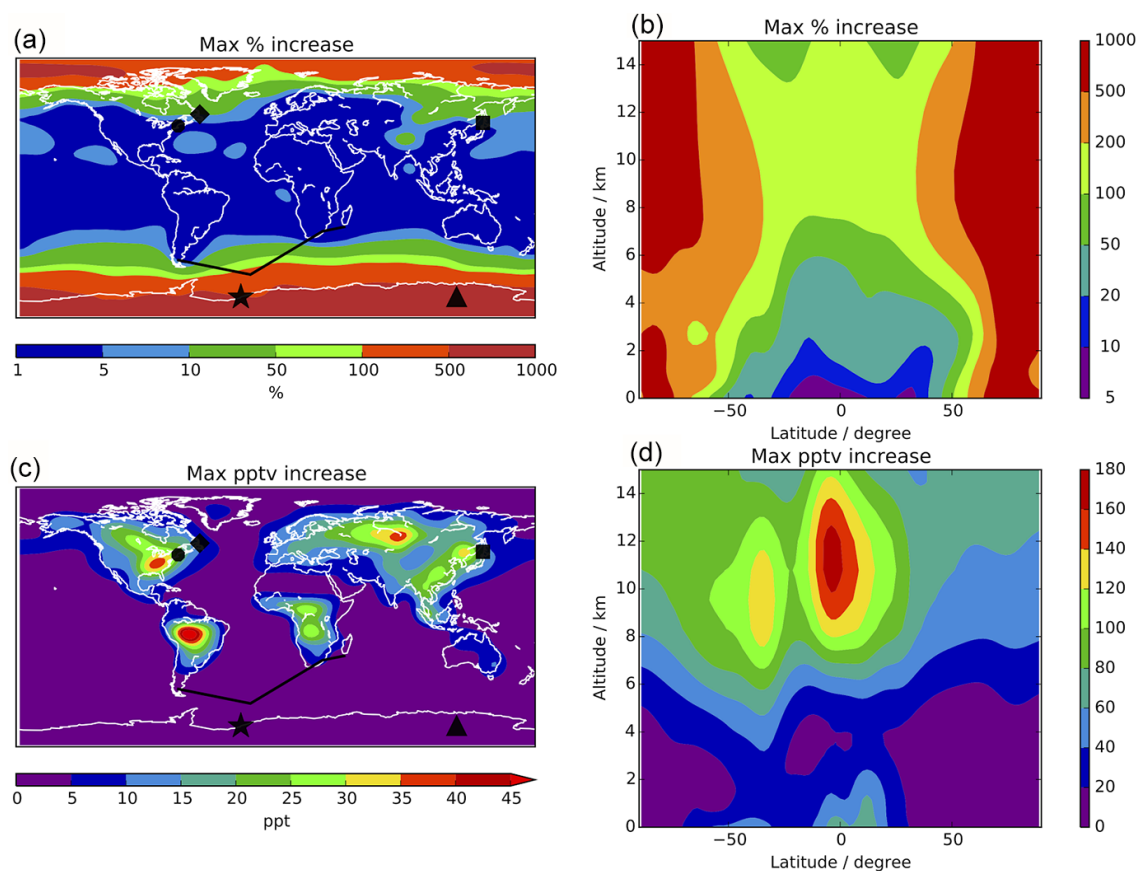 (a)
Max % increase
1 5 10 50 100 500 1000
%
(b)
Max % increase
14
12
10
8
6
4
2
0
Altitude / km
−50 0 50
Latitude / degree
1000
500
200
100
50
20
10
5
(c)
Max pptv increase
0 5 10 15 20 25 30 35 40 45
ppt
(d)
Max pptv increase
14
12
10
8
6
4
2
0
Altitude / km
−50 0 50
Latitude / degree
180
160
140
120
100
80
60
40
20
0